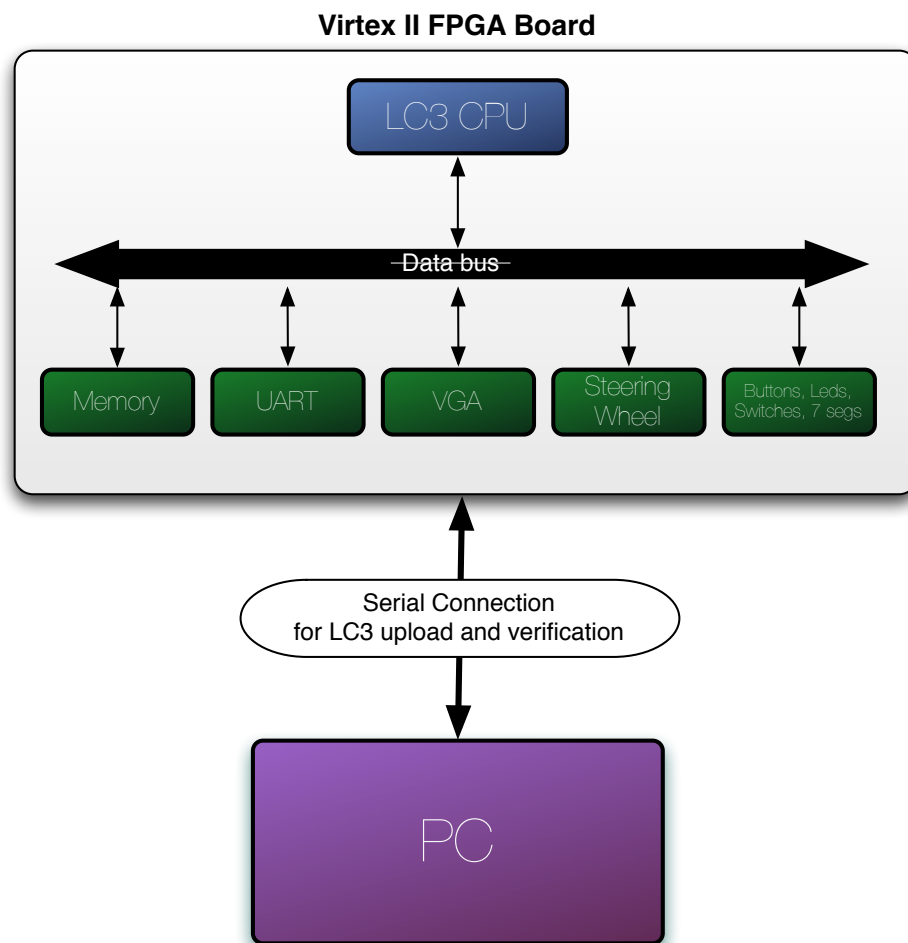 Virtex II FPGA Board
LC3 CPU
Data bus
Memory
UART
VGA
Steering
Wheel
Buttons, Leds,
Switches, 7 segs
Serial Connection
for LC3 upload and verification
PC